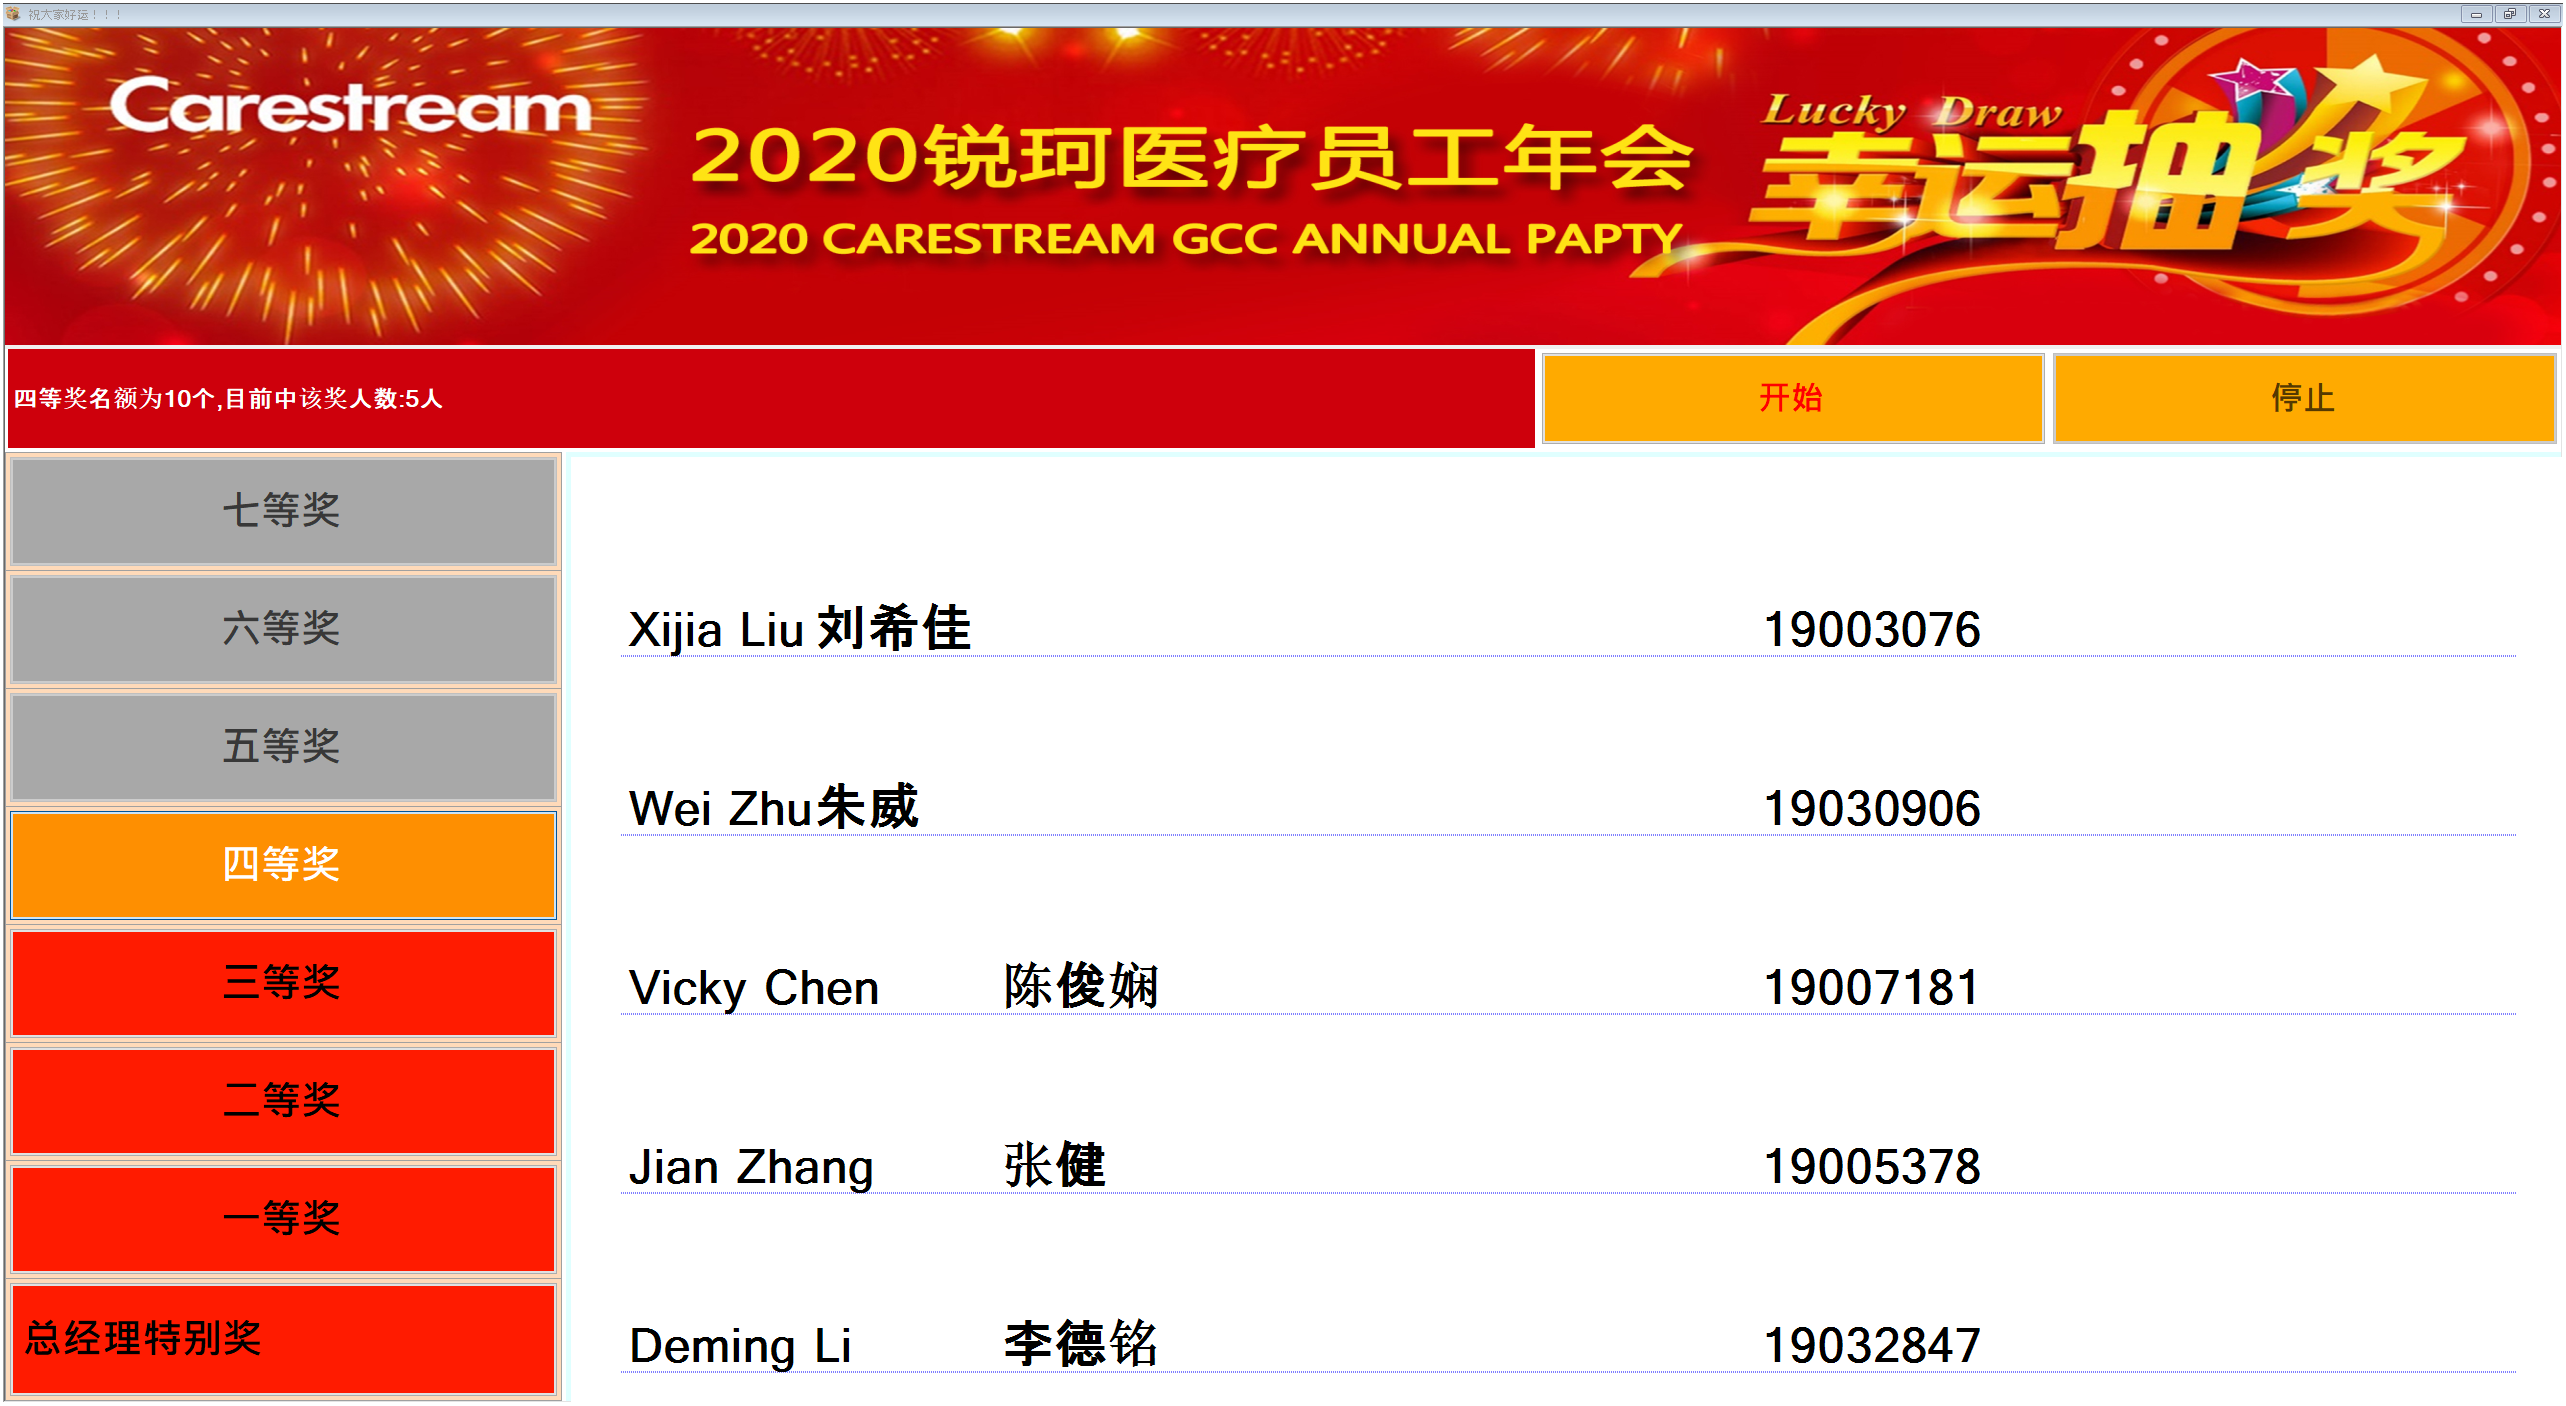 祝大家好运！！！
Carestream
2020锐珂医疗员工年会
2020 CARESTREAM GCC ANNUAL PAPTY
Lucky Draw
幸运抽奖
四等奖名额为10个,目前中该奖人数:5人
开始
停止
七等奖
六等奖
五等奖
四等奖
三等奖
二等奖
一等奖
总经理特别奖
Xijia Liu 刘希佳 19003076
Wei Zhu朱威 19030906
Vicky Chen 陈俊娴 19007181
Jian Zhang 张健 19005378
Deming Li 李德铭 19032847